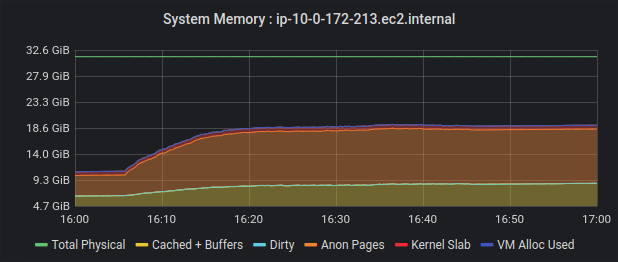 System Memory : ip-10-0-172-213.ec2.internal
32.6 GiB
27.9 GiB
23.3 GiB
18.6 GiB
14.0 GiB
9.3 GiB
4.7 GiB
16:00 16:10 16:20 16:30 16:40 16:50 17:00
Total Physical Cached + Buffers Dirty Anon Pages Kernel Slab VM Alloc Used